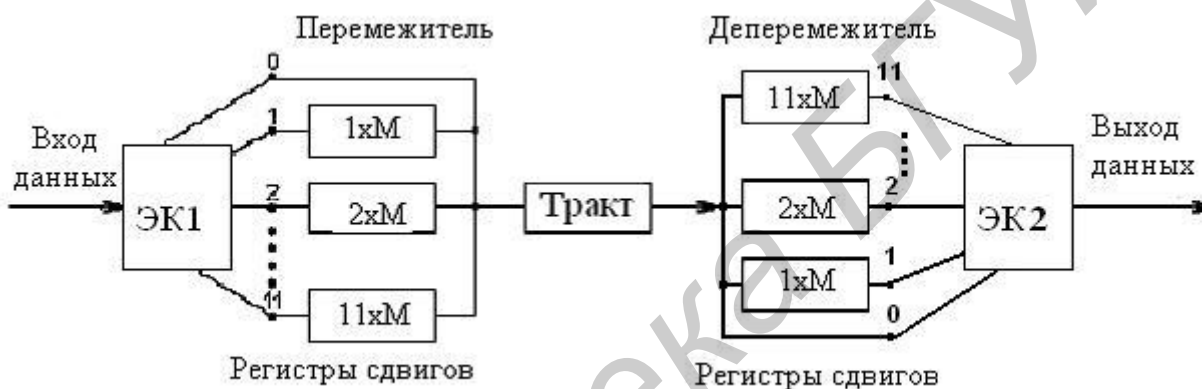 Перемежитель
Деперемежитель
Вход
данных
ЭК1
0
1
2
11
1xM
2xM
11xM
Регистры сдвигов
Тракт
11xM
2xM
1xM
11
2
1
0
ЭК2
Выход
данных
Регистры сдвигов